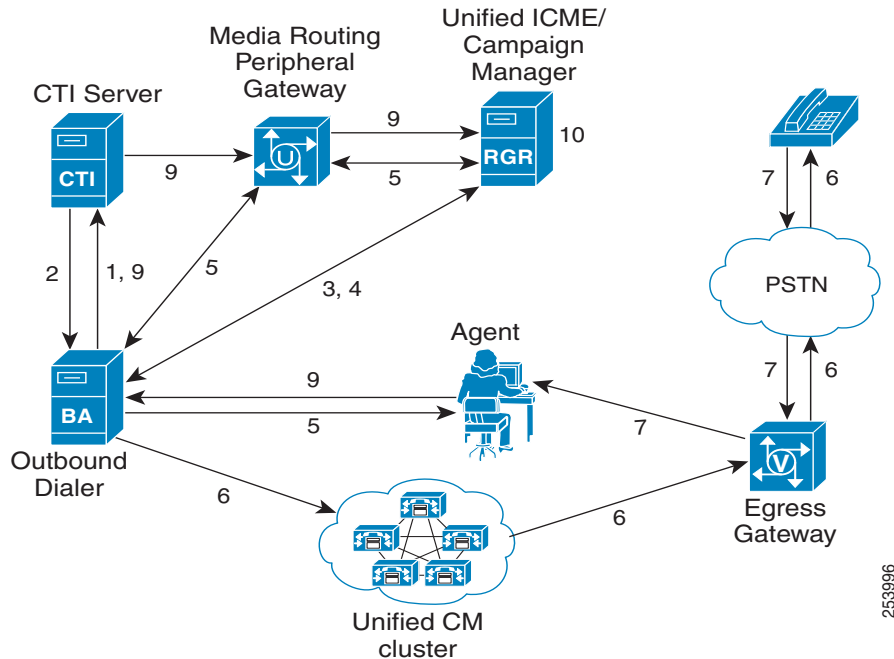 Unified ICME/
Campaign
Manager
Media Routing
Peripheral
Gateway
CTI Server
CTI
U
RGR
10
9
9
5
7
6
2
1, 9
5
3, 4
PSTN
Agent
7
6
BA
9
5
7
V
Outbound
Dialer
6
6
Egress
Gateway
Unified CM
cluster
253996